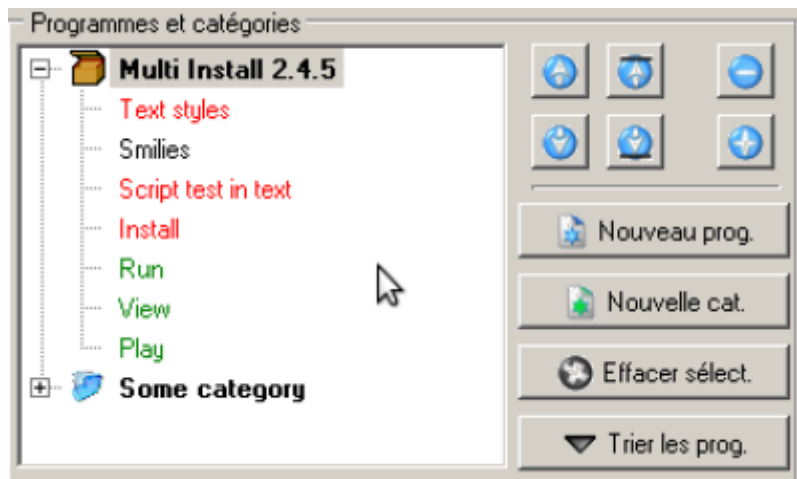 Programmes et catégories
Multi Install 2.4.5
Text styles
Smilies
Script test in text
Install
Run
View
Play
Some category
Nouveau prog.
Nouvelle cat.
Effacer sélect.
Trier les prog.